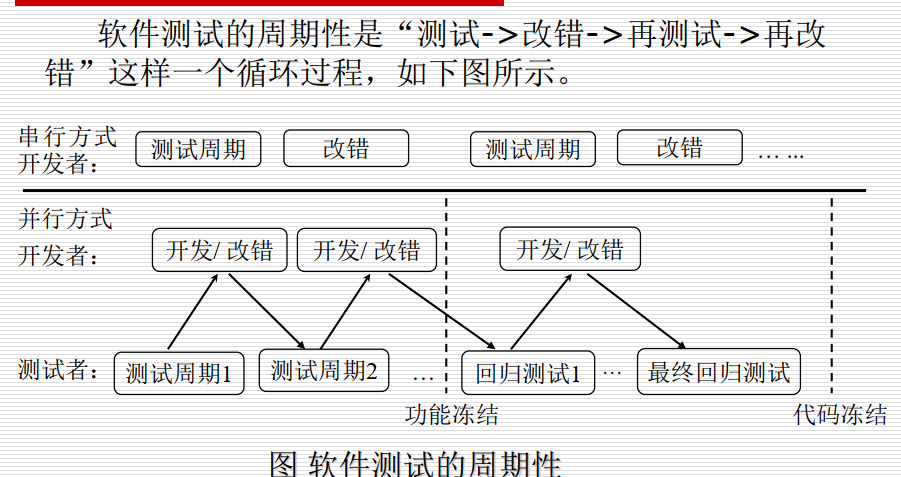 软件测试的周期性是“测试->改错->再测试->再改
错”这样一个循环过程，如下图所示。
串行方式
开发者：
测试周期
改错
测试周期
改错
… …
并行方式
开发者：
开发/ 改错
开发/ 改错
开发/ 改错
测试者：
测试周期1
测试周期2
…
回归测试1
…
最终回归测试
功能冻结
代码冻结
图 软件测试的周期性